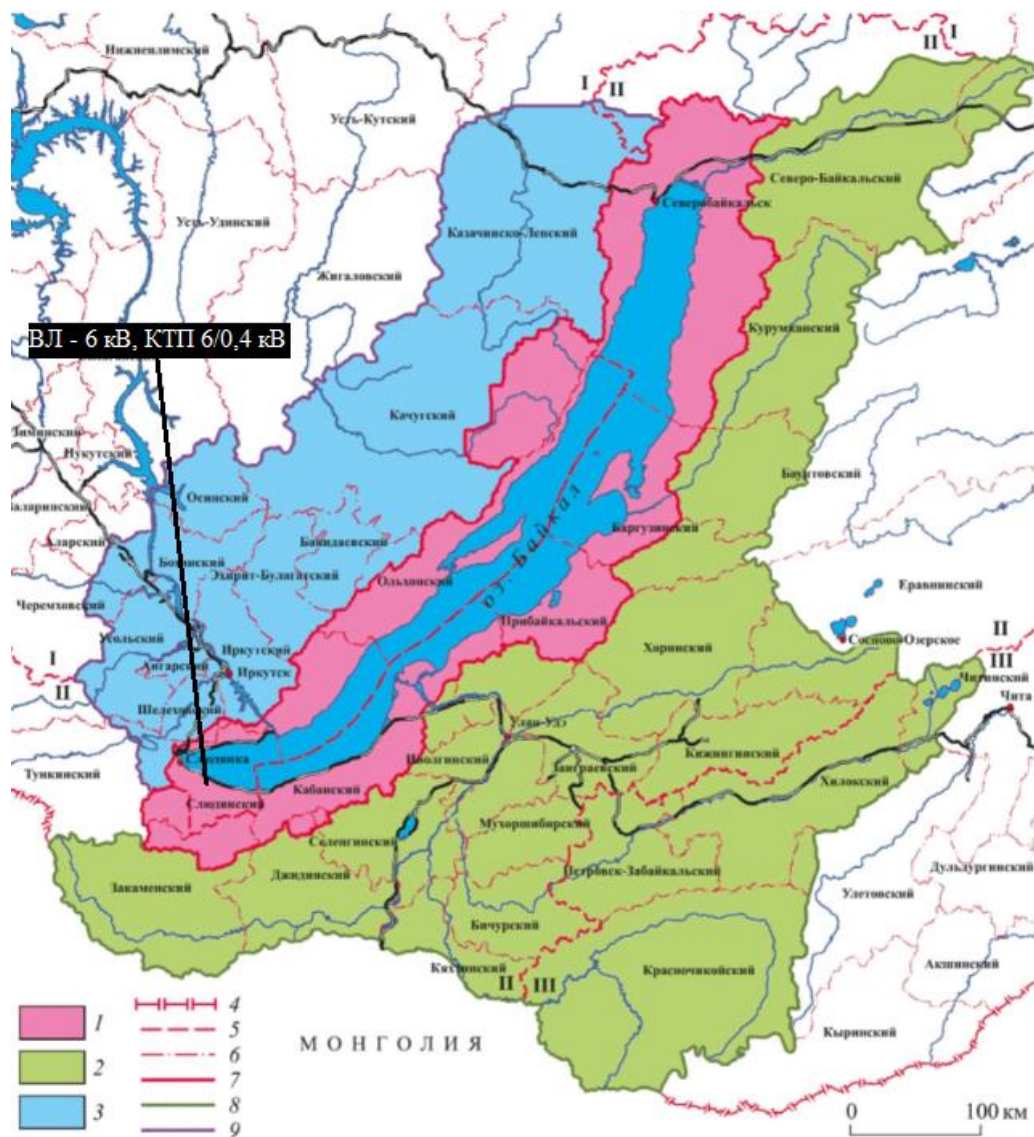 Нижнеилимский
I
II
II
I
Усть-Кутский
Северо-Байкальский
Северобайкальск
Усть-Удинский
Казачинско-Ленский
Жигаловский
ВЛ - 6 кВ, КТП 6/0,4 кВ
Курумканский
Качугский
Зиминский
Нукутский
Баунтовский
Осинский
Заларинский
оз. Байкал
Баргузинский
Аларский
Баяндаевский
Боханский
Эхирит-Булагатский
Ольхонский
Еравнинский
Черемховский
Прибайкальский
Усольский
Сосново-Озерское
Иркутский
Хоринский
I
II
Ангарский
Иркутск
II
III
Читинский
Чита
Шелеховский
Улан-Удэ
Слюдянка
Иволгинский
Кижингинский
Заиграевский
Тункинский
Хилокский
Кабанский
Слюдянский
Мухоршибирский
Селенгинский
Дульдургинский
Джидинский
Петровск-Забайкальский
Закаменский
Улетовский
Бичурский
Акшинский
Кяхтинский
II
III
Красночикойский
1
4
Кыринский
5
МОНГОЛИЯ
2
6
7
3
8
0
100 км
9